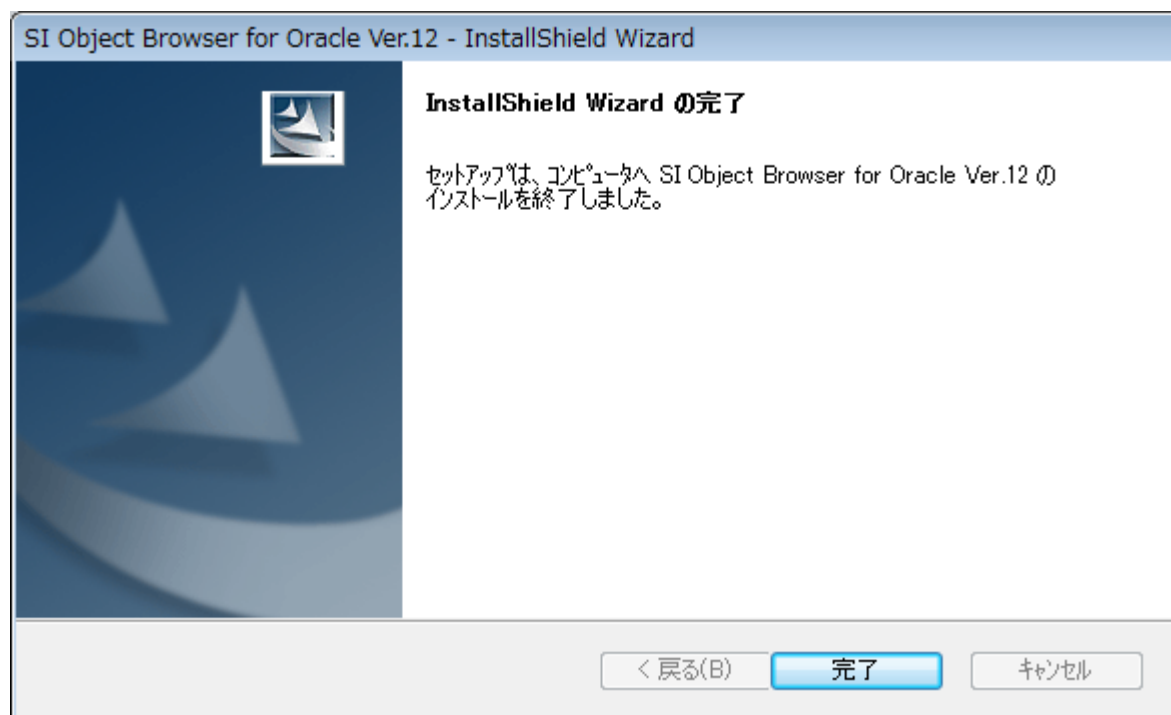 SI Object Browser for Oracle Ver.12 - InstallShield Wizard
InstallShield Wizard の完了
セットアップは、コンピュータへ SI Object Browser for Oracle Ver.12 の
インストールを終了しました。
< 戻る(B)
完了
キャンセル